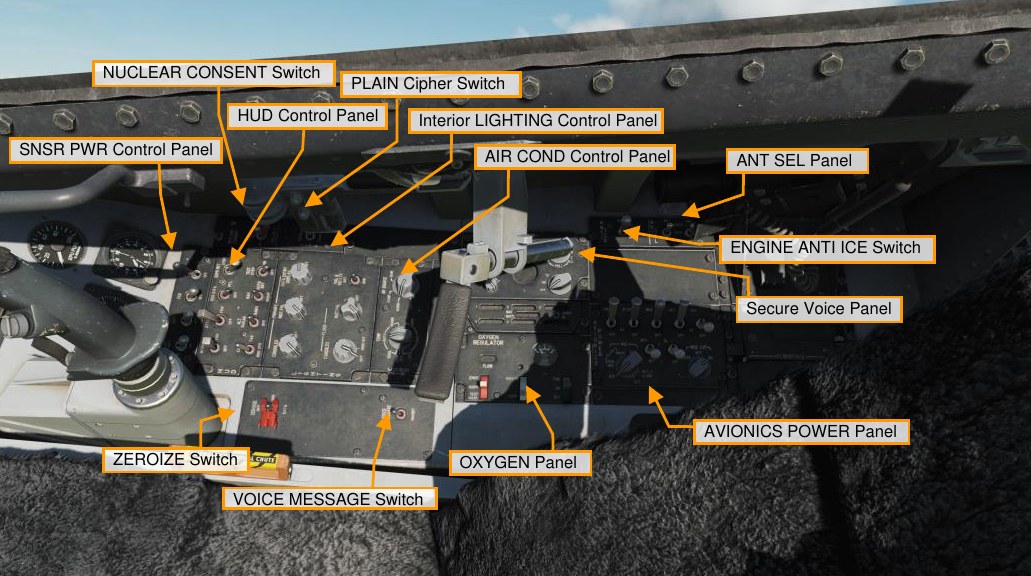 NUCLEAR CONSENT Switch
PLAIN Cipher Switch
HUD Control Panel
Interior LIGHTING Control Panel
SNSR PWR Control Panel
AIR COND Control Panel
ANT SEL Panel
ENGINE ANTI ICE Switch
Secure Voice Panel
OXYGEN
REGULATOR
FLOW
AVIONICS POWER Panel
ZEROIZE Switch
CHUTE
OXYGEN Panel
VOICE MESSAGE Switch